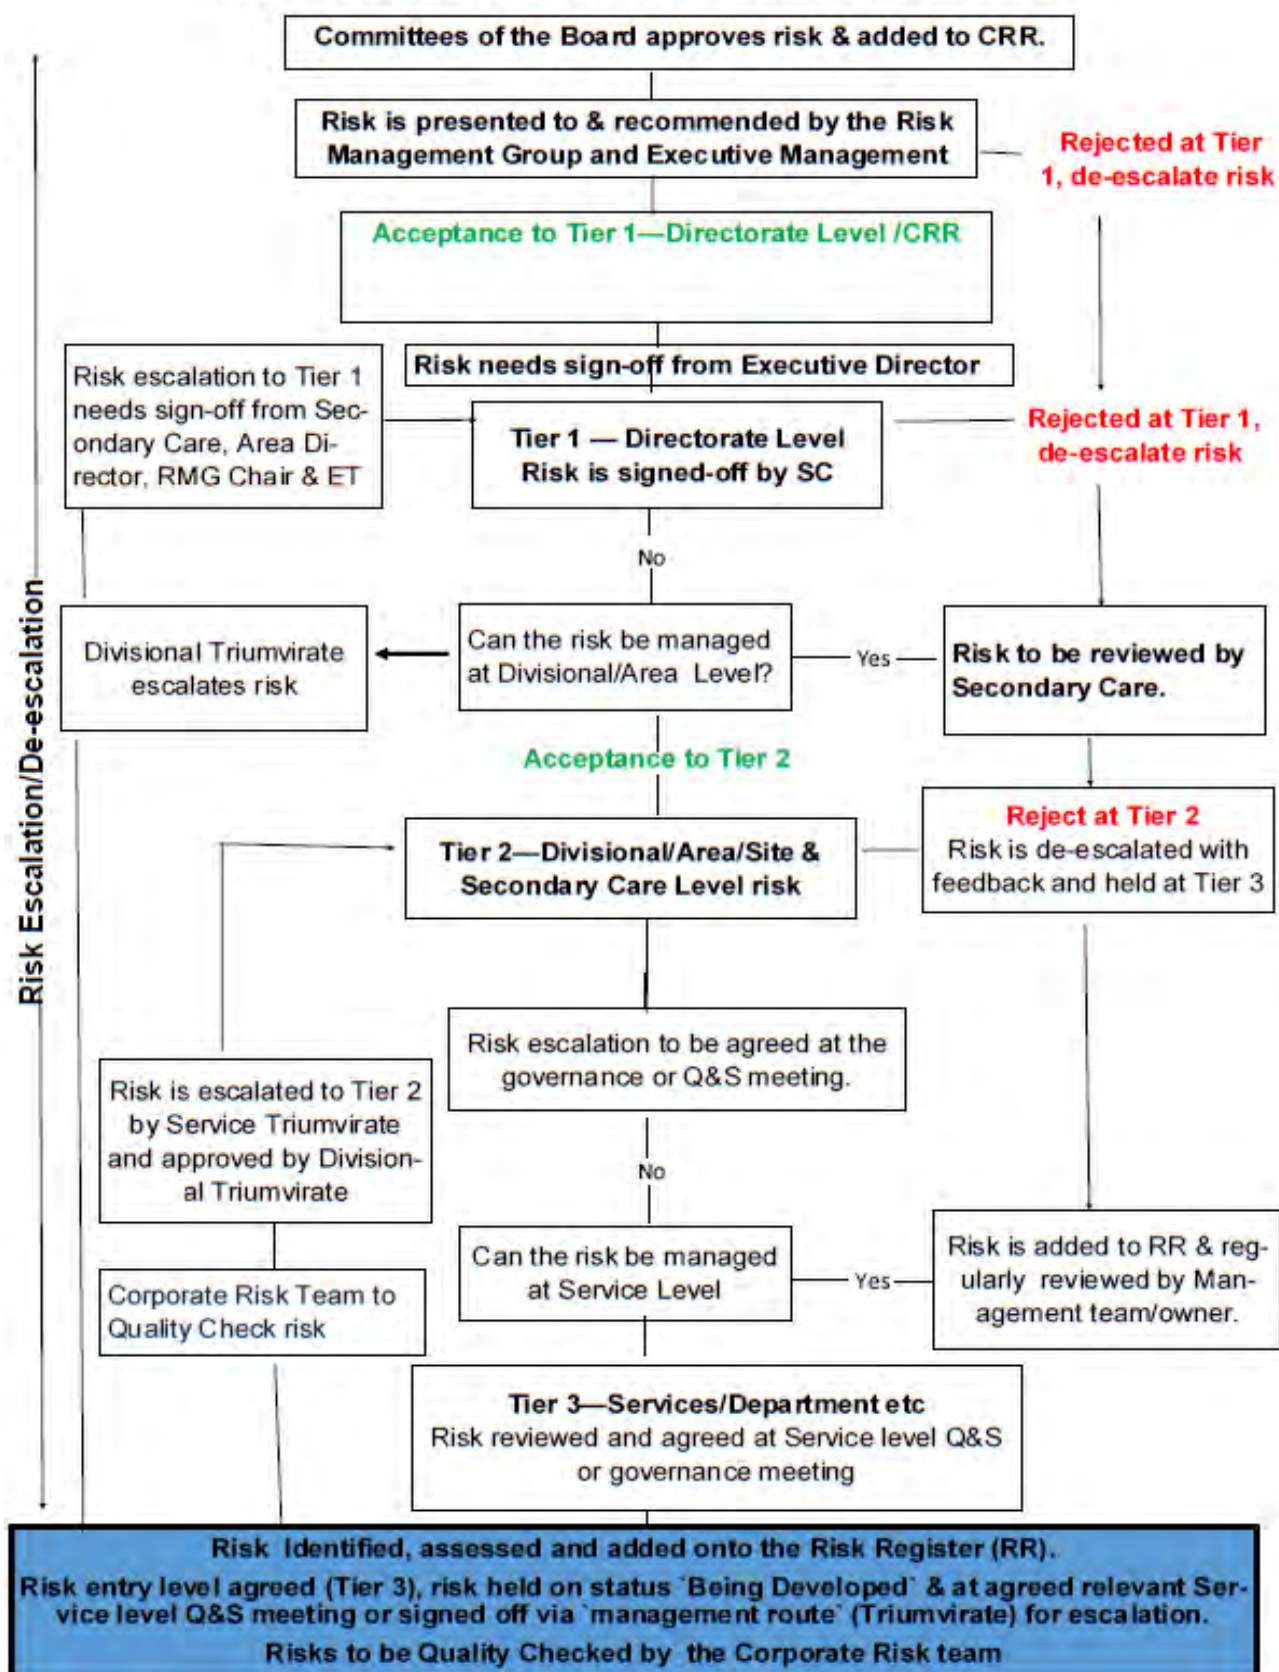 Committees of the Board approves risk & added to CRR.
Risk is presented to & recommended by the Risk
Management Group and Executive Management
Rejected at Tier
1, de-escalate risk
Acceptance to Tier 1—Directorate Level /CRR
Risk needs sign-off from Executive Director
Risk escalation to Tier 1
needs sign-off from Sec-
ondary Care, Area Di-
rector, RMG Chair & ET
Tier 1 — Directorate Level
Risk is signed-off by SC
Rejected at Tier 1,
de-escalate risk
No
Divisional Triumvirate
escalates risk
Can the risk be managed
at Divisional/Area Level?
Yes
Risk to be reviewed by
Secondary Care.
Risk Escalation/De-escalation
Acceptance to Tier 2
Tier 2—Divisional/Area/Site &
Secondary Care Level risk
Reject at Tier 2
Risk is de-escalated with
feedback and held at Tier 3
Risk escalation to be agreed at the
governance or Q&S meeting.
Risk is escalated to Tier 2
by Service Triumvirate
and approved by Division-
al Triumvirate
No
Can the risk be managed
at Service Level
Yes
Risk is added to RR & reg-
ularly reviewed by Man-
agement team/owner.
Corporate Risk Team to
Quality Check risk
Tier 3—Services/Department etc
Risk reviewed and agreed at Service level Q&S
or governance meeting
Risk Identified, assessed and added onto the Risk Register (RR).
Risk entry level agreed (Tier 3), risk held on status `Being Developed` & at agreed relevant Ser-
vice level Q&S meeting or signed off via `management route` (Triumvirate) for escalation.
Risks to be Quality Checked by the Corporate Risk team